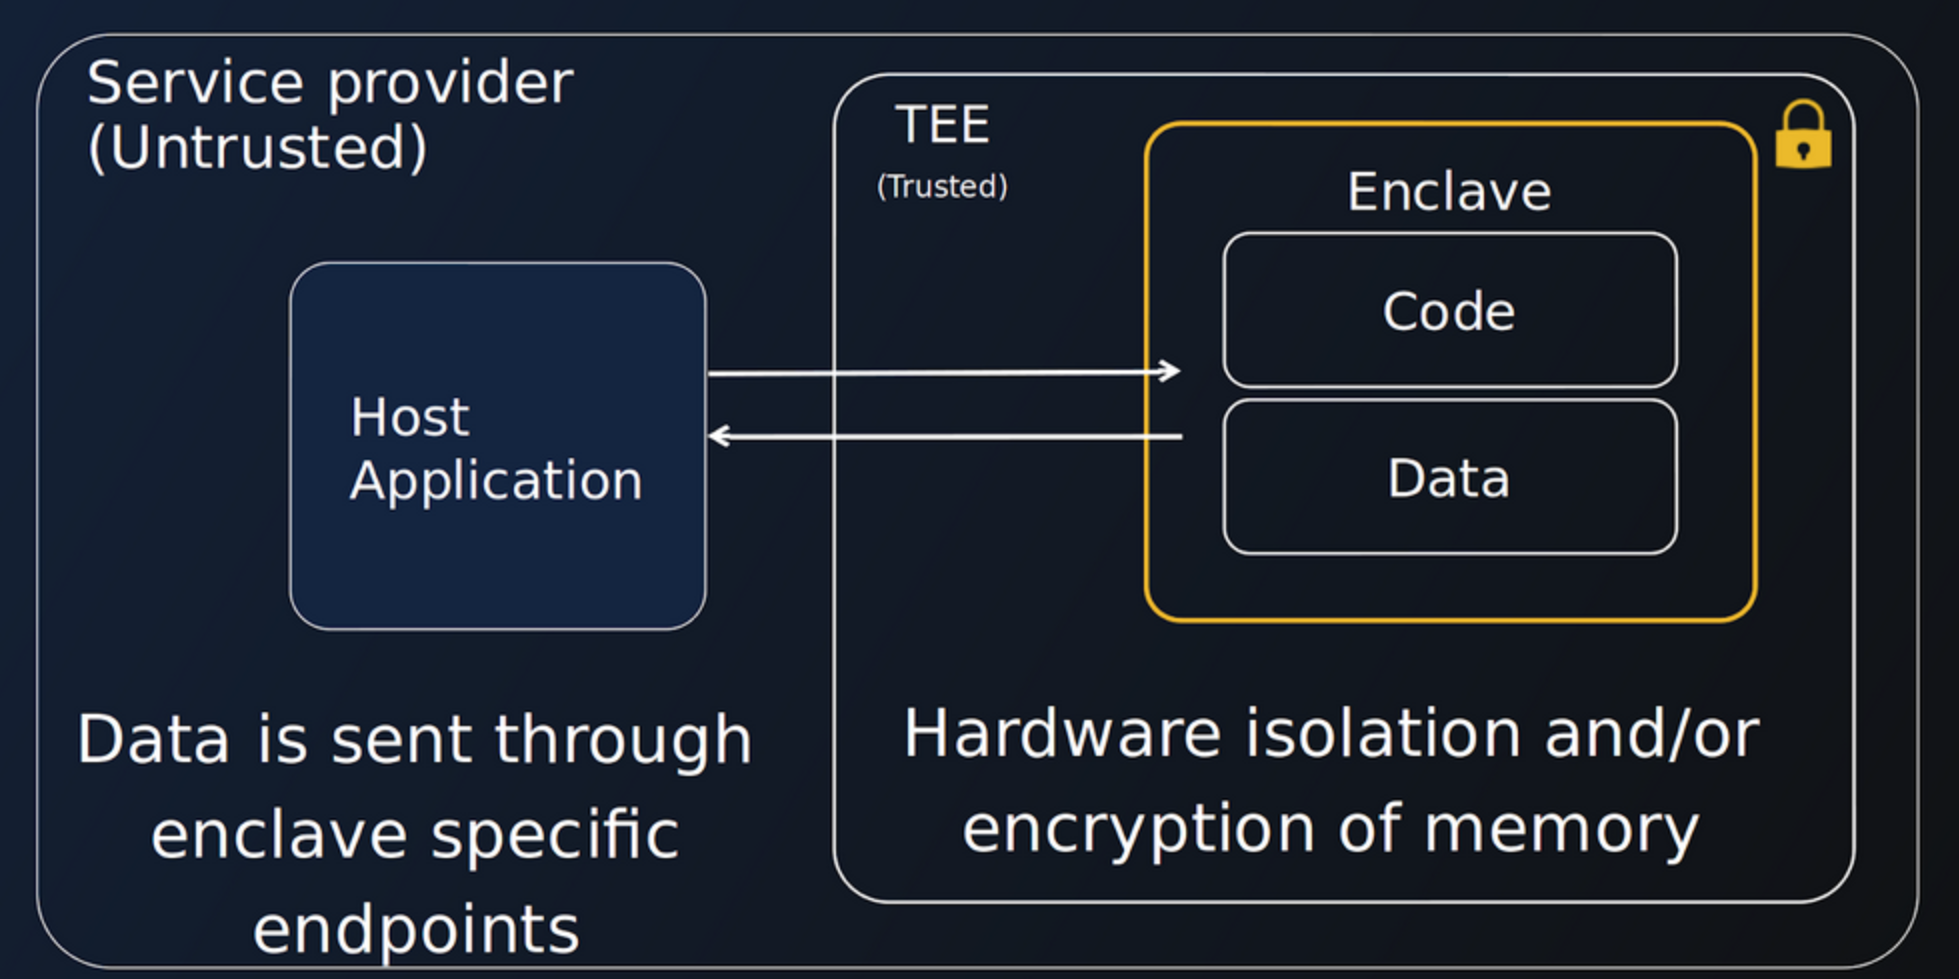 Service provider
(Untrusted)
TEE
(Trusted)
Enclave
Code
Data
Host
Application
Data is sent through
enclave specific
endpoints
Hardware isolation and/or
encryption of memory